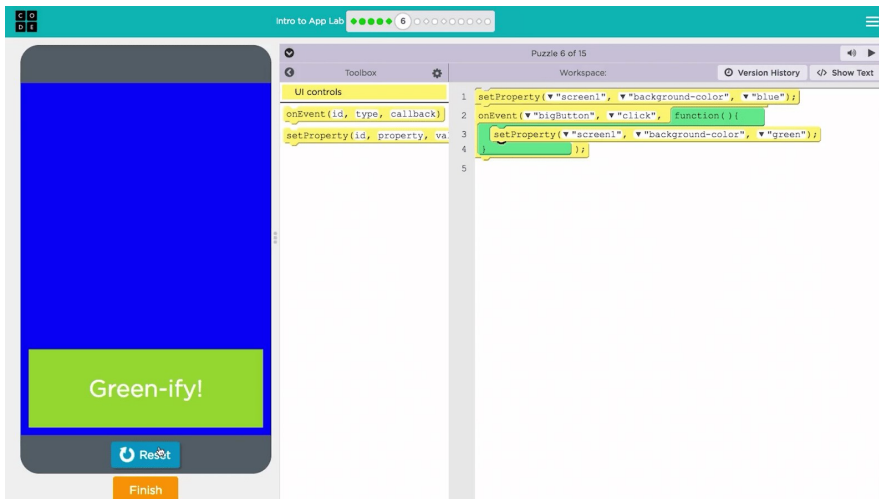 C O
D E
Intro to App Lab
6
Puzzle 6 of 15
Toolbox
Workspace:
Version History
</> Show Text
UI controls
onEvent(id, type, callback)
setProperty(id, property, va
1 setProperty(▼"screen1", ▼"background-color", ▼"blue");
2 onEvent(▼"bigButton", ▼"click", function(){
3 setProperty(▼"screen1", ▼"background-color", ▼"green");
4 } );
5
Green-ify!
Reset
Finish